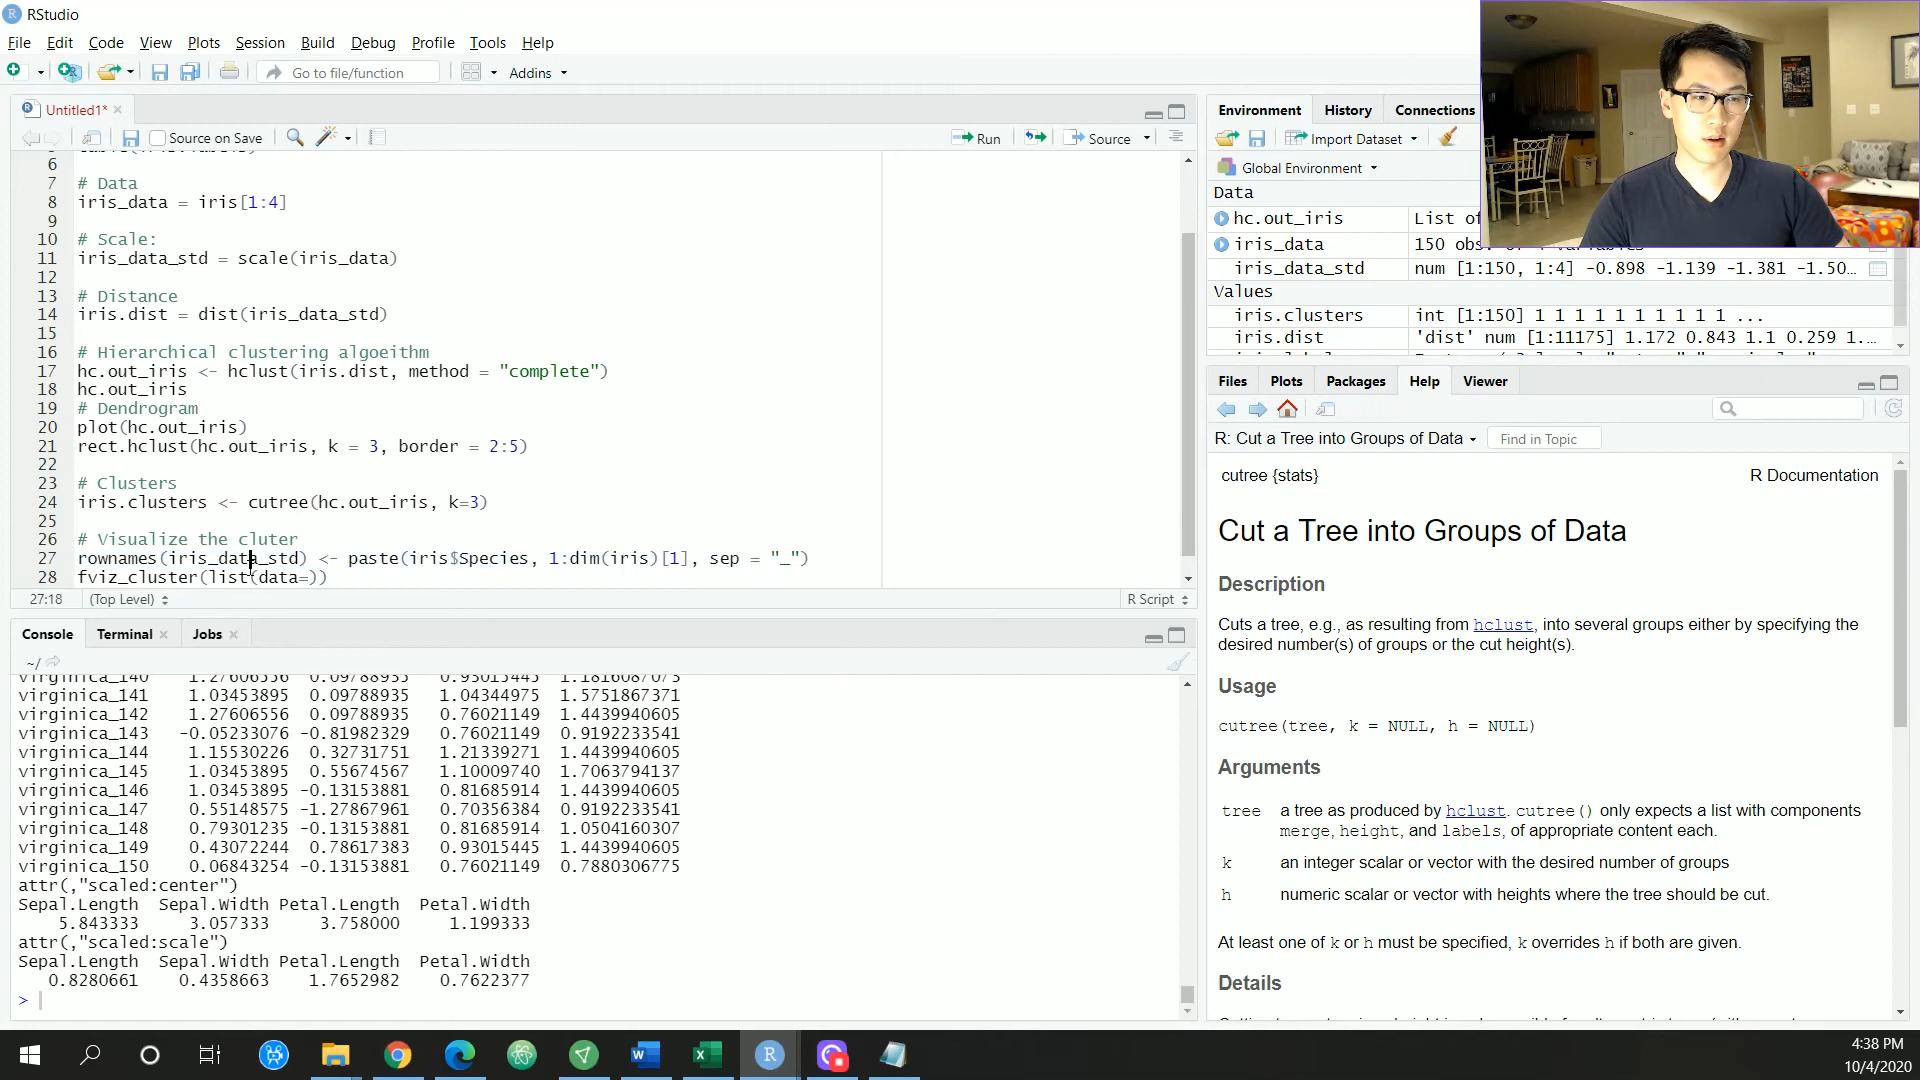 RStudio
File Edit Code View Plots Session Build Debug Profile Tools Help
Go to file/function Addins
Untitled1*
Source on Save Run Source
6
7 # Data
8 iris_data = iris[1:4]
9
10 # Scale:
11 iris_data_std = scale(iris_data)
12
13 # Distance
14 iris.dist = dist(iris_data_std)
15
16 # Hierarchical clustering algoeithm
17 hc.out_iris <- hclust(iris.dist, method = "complete")
18 hc.out_iris
19 # Dendrogram
20 plot(hc.out_iris)
21 rect.hclust(hc.out_iris, k = 3, border = 2:5)
22
23 # Clusters
24 iris.clusters <- cutree(hc.out_iris, k=3)
25
26 # Visualize the cluter
27 rownames(iris_data_std) <- paste(iris$Species, 1:dim(iris)[1], sep = "_")
28 fviz_cluster(list(data=))
27:18 (Top Level) R Script
Console Terminal Jobs
~/
virginica_140 1.27606556 0.09788935 0.93015445 1.1816087073
virginica_141 1.03453895 0.09788935 1.04344975 1.5751867371
virginica_142 1.27606556 0.09788935 0.76021149 1.4439940605
virginica_143 -0.05233076 -0.81982329 0.76021149 0.9192233541
virginica_144 1.15530226 0.32731751 1.21339271 1.4439940605
virginica_145 1.03453895 0.55674567 1.10009740 1.7063794137
virginica_146 1.03453895 -0.13153881 0.81685914 1.4439940605
virginica_147 0.55148575 -1.27867961 0.70356384 0.9192233541
virginica_148 0.79301235 -0.13153881 0.81685914 1.0504160307
virginica_149 0.43072244 0.78617383 0.93015445 1.4439940605
virginica_150 0.06843254 -0.13153881 0.76021149 0.7880306775
attr(,"scaled:center")
Sepal.Length Sepal.Width Petal.Length Petal.Width
5.843333 3.057333 3.758000 1.199333
attr(,"scaled:scale")
Sepal.Length Sepal.Width Petal.Length Petal.Width
0.8280661 0.4358663 1.7652982 0.7622377
>
Environment History Connections
Import Dataset
Global Environment
Data
hc.out_iris List of
iris_data 150 obs.
iris_data_std num [1:150, 1:4] -0.898 -1.139 -1.381 -1.50...
Values
iris.clusters int [1:150] 1 1 1 1 1 1 1 1 1 1 ...
iris.dist 'dist' num [1:11175] 1.172 0.843 1.1 0.259 1....
Files Plots Packages Help Viewer
R: Cut a Tree into Groups of Data Find in Topic
cutree {stats} R Documentation
Cut a Tree into Groups of Data
Description
Cuts a tree, e.g., as resulting from hclust, into several groups either by specifying the
desired number(s) of groups or the cut height(s).
Usage
cutree(tree, k = NULL, h = NULL)
Arguments
tree a tree as produced by hclust. cutree() only expects a list with components
merge, height, and labels, of appropriate content each.
k an integer scalar or vector with the desired number of groups
h numeric scalar or vector with heights where the tree should be cut.
At least one of k or h must be specified, k overrides h if both are given.
Details
4:38 PM
10/4/2020